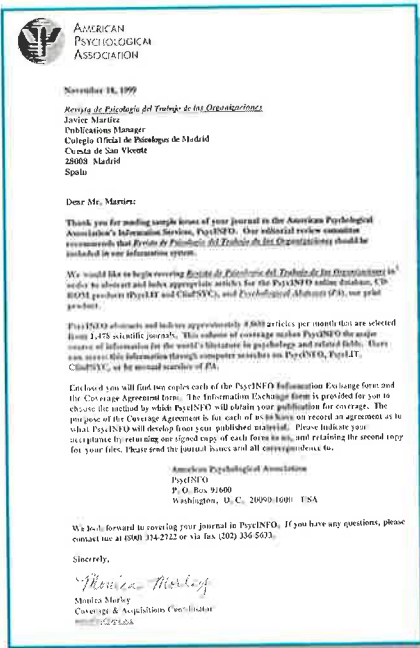 AMERICAN
PSYCHOLOGICAL
ASSOCIATION
November 18, 1999
Revista de Psicología del Trabajo de las Organizaciones
Javier Martiez
Publications Manager
Colegio Oficial de Psicologus de Madrid
Cuesta de San Vicente
28008 Madrid
Spain
Dear Mr. Martiez:
Thank you for sending sample issues of your journal to the American Psychological
Association's Information Services, PsycINFO. Our editorial review committee
recommends that Revista de Psicología del Trabajo de las Organizaciones should be
included in our information system.
We would like to begin covering Revista de Psicología del Trabajo de las Organizaciones in
order to abstract and index appropriate articles for the PsycINFO online database, CD-
ROM products (PsycLIT and ClinPSYC), and Psychological Abstracts (PA), our print
product.
PsycINFO abstracts and indexes approximately articles per month that are selected
from 1,478 scientific journals. This volume of coverage makes PsycINFO the major
source of information for the world's literature in psychology and related fields.
can access this information through computer searches on PsycINFO, PsycLIT,
ClinPSYC, or by manual searches of PA.
Enclosed you will find two copies each of the PsycINFO Information Exchange form and
the Coverage Agreement form. The Information Exchange form is provided for you to
choose the method by which PsycINFO will obtain your publication for coverage. The
purpose of the Coverage Agreement is for each of us to have on record an agreement as to
what PsycINFO will develop from your published material. Please indicate your
acceptance by returning one signed copy of each form to us, and retaining the second copy
for your files. Please send the journal issues and all correspondence to:
American Psychological Association
PsycINFO
P. O. Box 91600
Washington, D. C. 20090-1600 USA
We look forward to covering your journal in PsycINFO. If you have any questions, please
contact me at (800) 374-2722 or via fax (202) 336-5633.
Sincerely,
Monica Morley
Monica Morley
Coverage & Acquisitions Coordinator